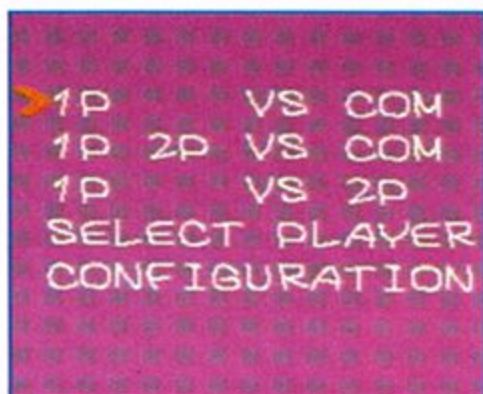 1P VS COM
1P 2P VS COM
1P VS 2P
SELECT PLAYER
CONFIGURATION